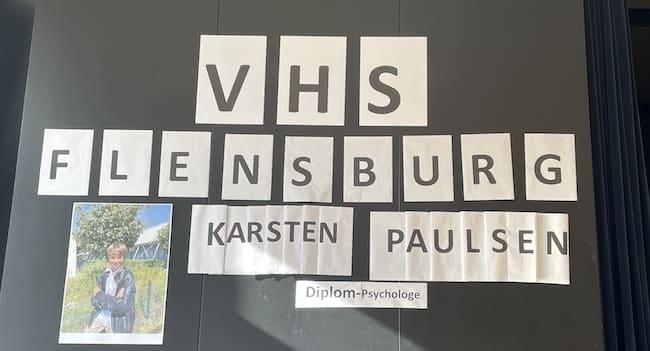 VHS
FLENSBURG
KARSTEN PAULSEN
Diplom-Psychologe